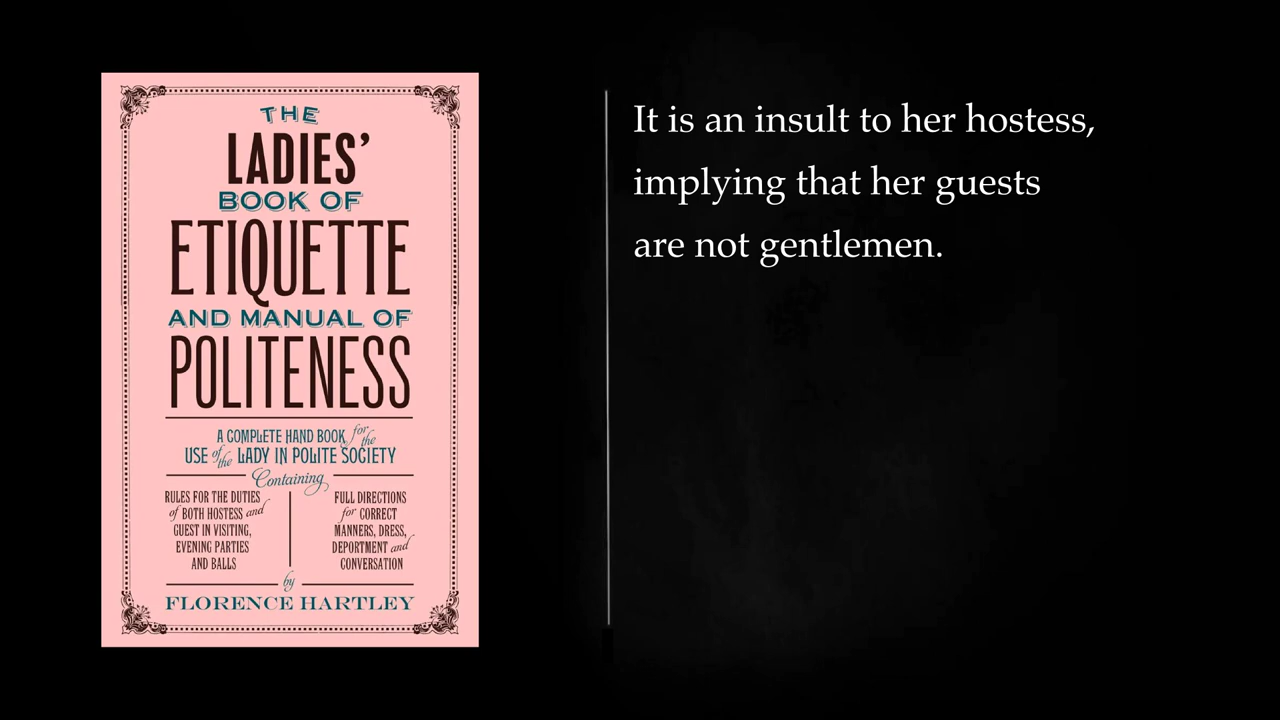 THE
LADIES’
BOOK OF
ETIQUETTE
AND MANUAL OF
POLITENESS
A COMPLETE HAND BOOK for the
USE of the LADY IN POLITE SOCIETY
Containing
RULES FOR THE DUTIES
of BOTH HOSTESS and
GUEST IN VISITING,
EVENING PARTIES
AND BALLS
FULL DIRECTIONS
for CORRECT
MANNERS, DRESS,
DEPORTMENT and
CONVERSATION
by
FLORENCE HARTLEY
It is an insult to her hostess,
implying that her guests
are not gentlemen.